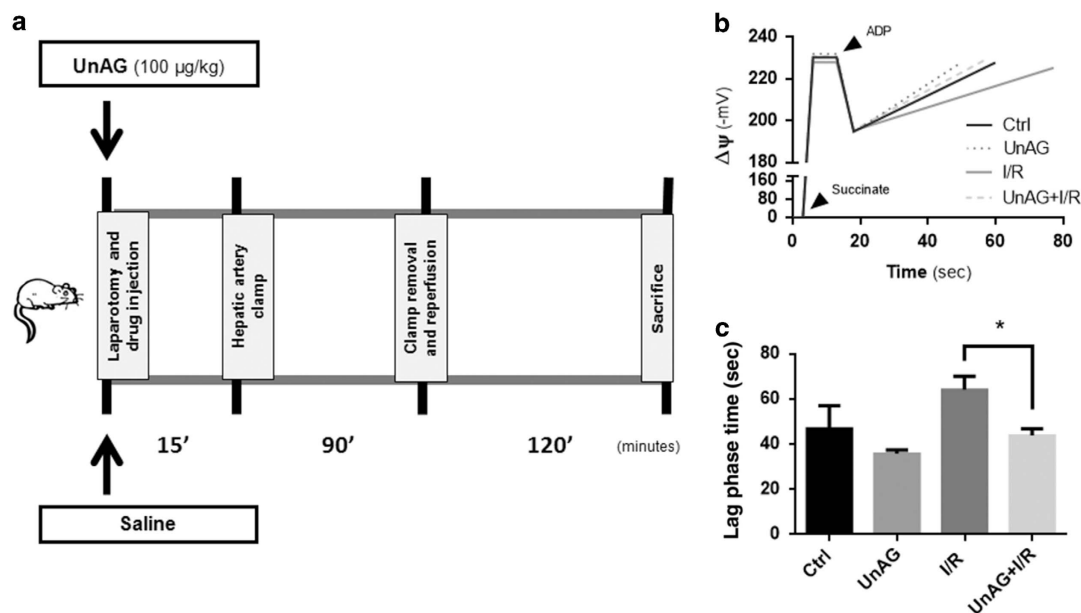 a
UnAG (100 µg/kg)
Laparotomy and
drug injection
Hepatic artery
clamp
Clamp removal
and reperfusion
Sacrifice
15’
90’
120’
(minutes)
Saline
b
ADP
Succinate
Δψ (-mV)
240
220
200
180
160
80
0
0
20
40
60
80
Time (sec)
Ctrl
UnAG
I/R
UnAG+I/R
c
*
Lag phase time (sec)
80
60
40
20
0
Ctrl
UnAG
I/R
UnAG+I/R